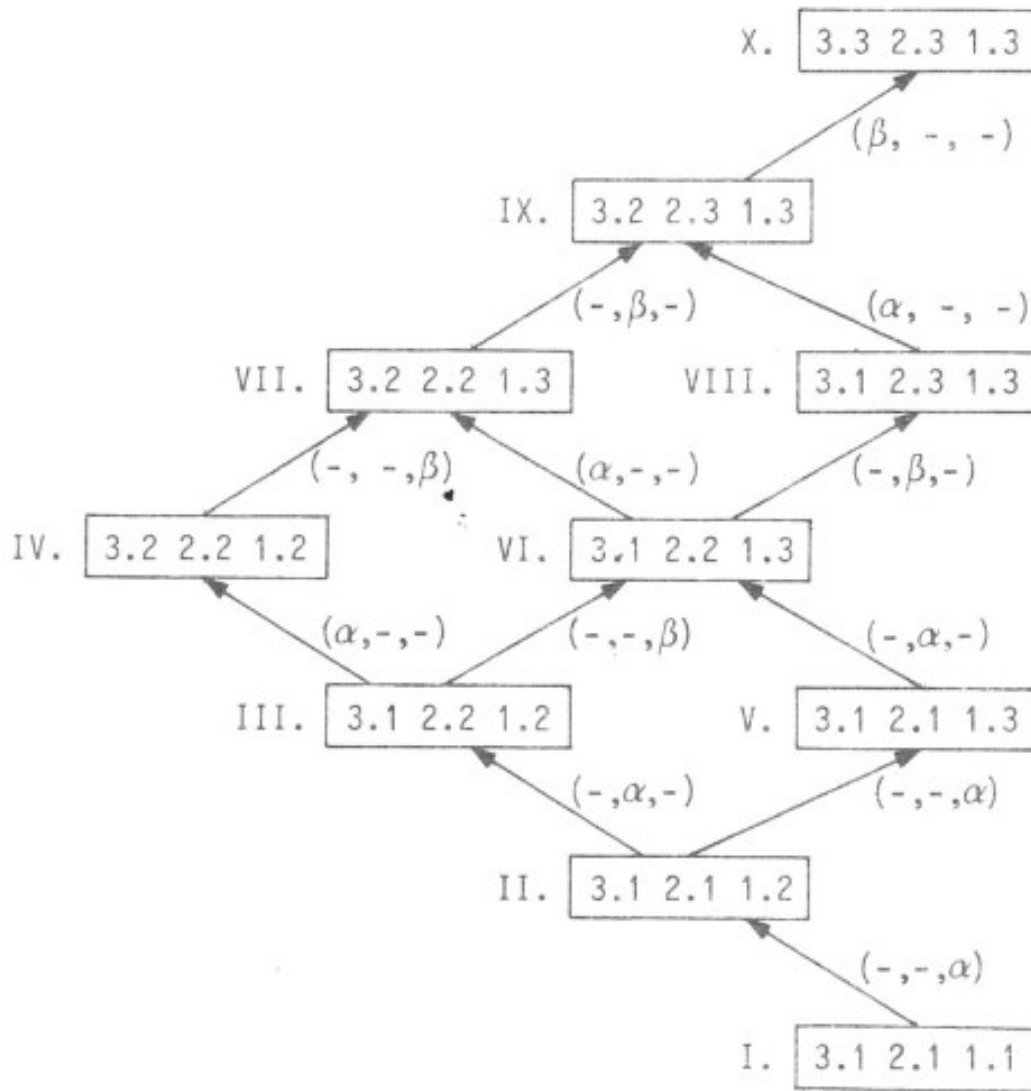 X. 3.3 2.3 1.3
(β, -, -)
IX. 3.2 2.3 1.3
(-,β,-) (α, -, -)
VII. 3.2 2.2 1.3 VIII. 3.1 2.3 1.3
(-, -,β) (α,-,-) (-,β,-)
IV. 3.2 2.2 1.2 VI. 3.1 2.2 1.3
(α,-,-) (-,-,β) (-,α,-)
III. 3.1 2.2 1.2 V. 3.1 2.1 1.3
(-,α,-) (-,-,α)
II. 3.1 2.1 1.2
(-,-,α)
I. 3.1 2.1 1.1